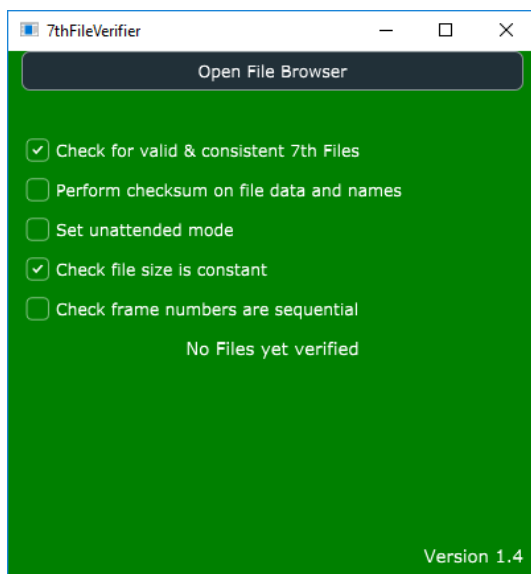 7thFileVerifier
Open File Browser
Check for valid & consistent 7th Files
Perform checksum on file data and names
Set unattended mode
Check file size is constant
Check frame numbers are sequential
No Files yet verified
Version 1.4